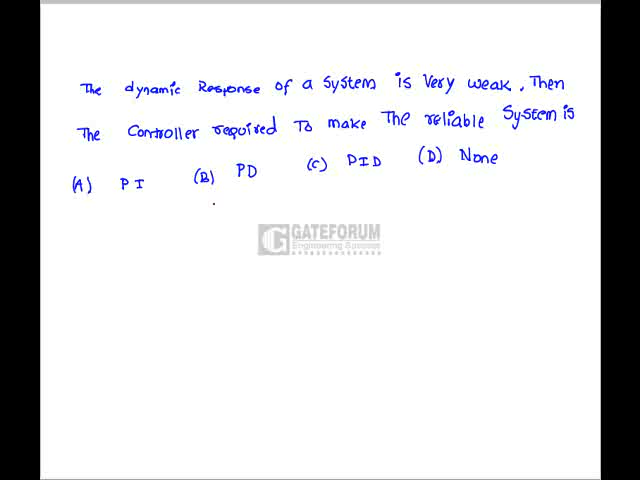 The dynamic Response of a system is very weak. Then
The Controller required To make The reliable System is
(A) PI (B) PD (C) PID (D) None
GATEFORUM
Engineering Success